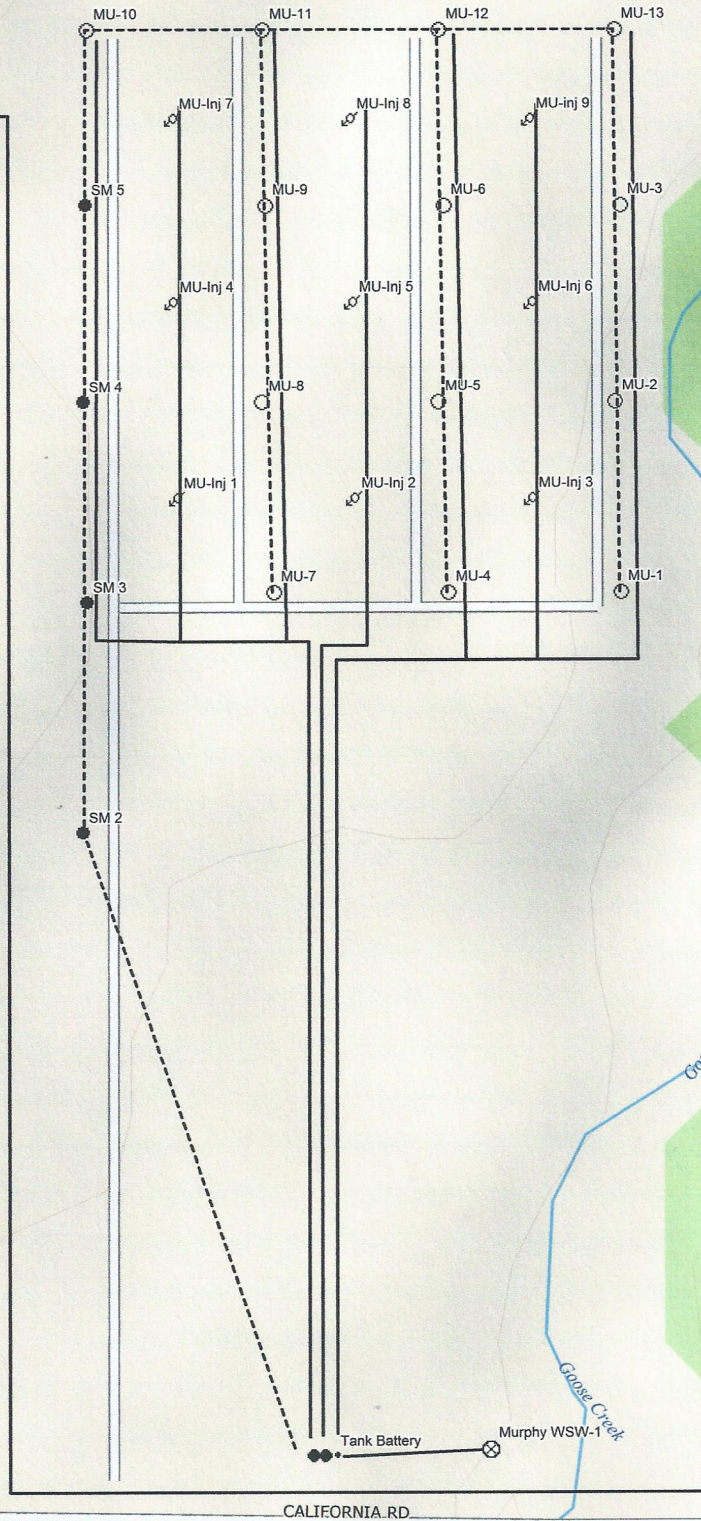 MU-10
MU-11
MU-12
MU-13
MU-Inj 7
MU-Inj 8
MU-inj 9
SM 5
MU-9
MU-6
MU-3
MU-Inj 4
MU-Inj 5
MU-Inj 6
SM 4
MU-8
MU-5
MU-2
MU-Inj 1
MU-Inj 2
MU-Inj 3
SM 3
MU-7
MU-4
MU-1
SM 2
Goose Creek
Tank Battery
Murphy WSW-1
CALIFORNIA RD